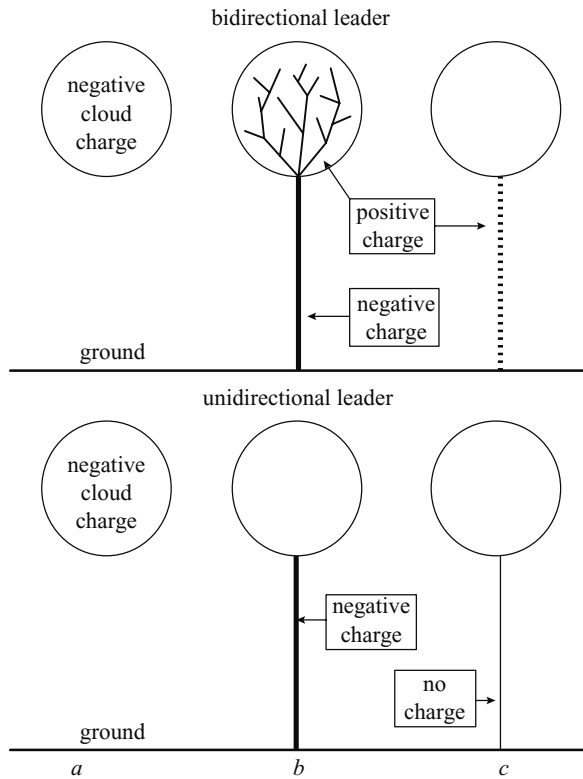 bidirectional leader
negative
cloud
charge
positive
charge
negative
charge
ground
unidirectional leader
negative
cloud
charge
negative
charge
no
charge
ground
a b c